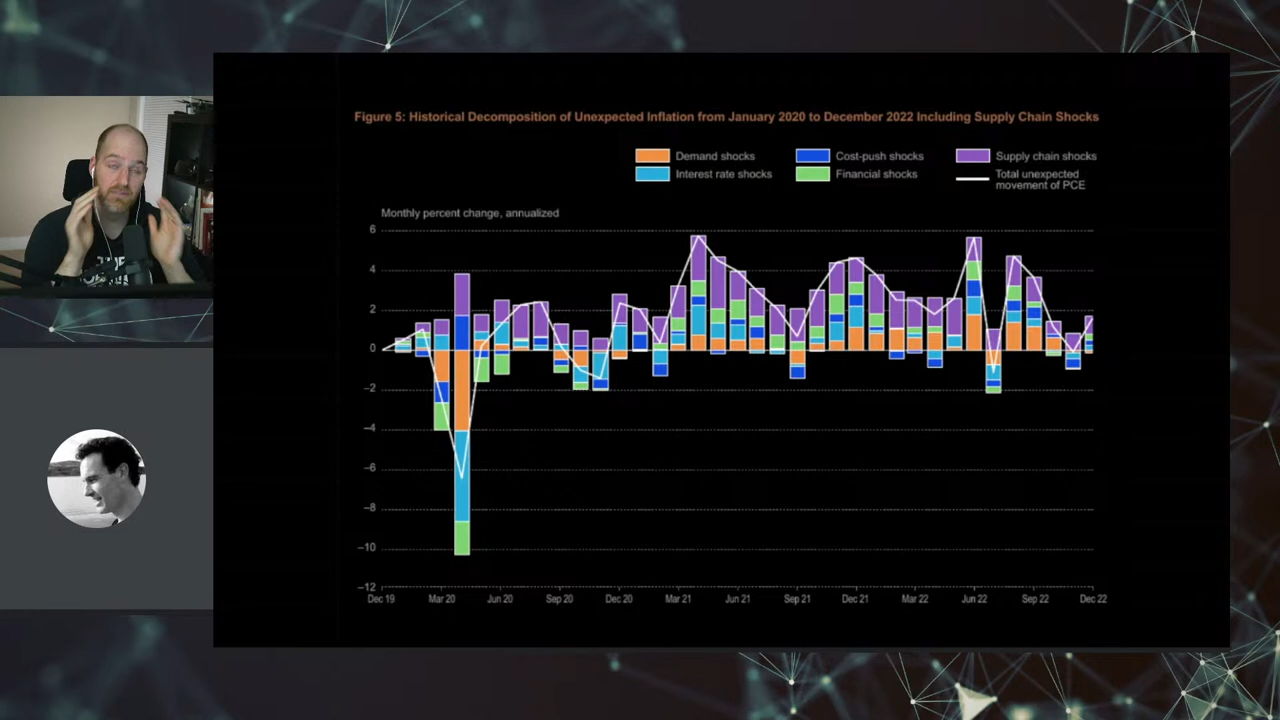 Figure 5: Historical Decomposition of Unexpected Inflation from January 2020 to December 2022 Including Supply Chain Shocks
Demand shocks
Cost-push shocks
Supply chain shocks
Interest rate shocks
Financial shocks
Total unexpected
movement of PCE
Monthly percent change, annualized
6
4
2
0
−2
−4
−6
−8
−10
−12
Dec 19 Mar 20 Jun 20 Sep 20 Dec 20 Mar 21 Jun 21 Sep 21 Dec 21 Mar 22 Jun 22 Sep 22 Dec 22